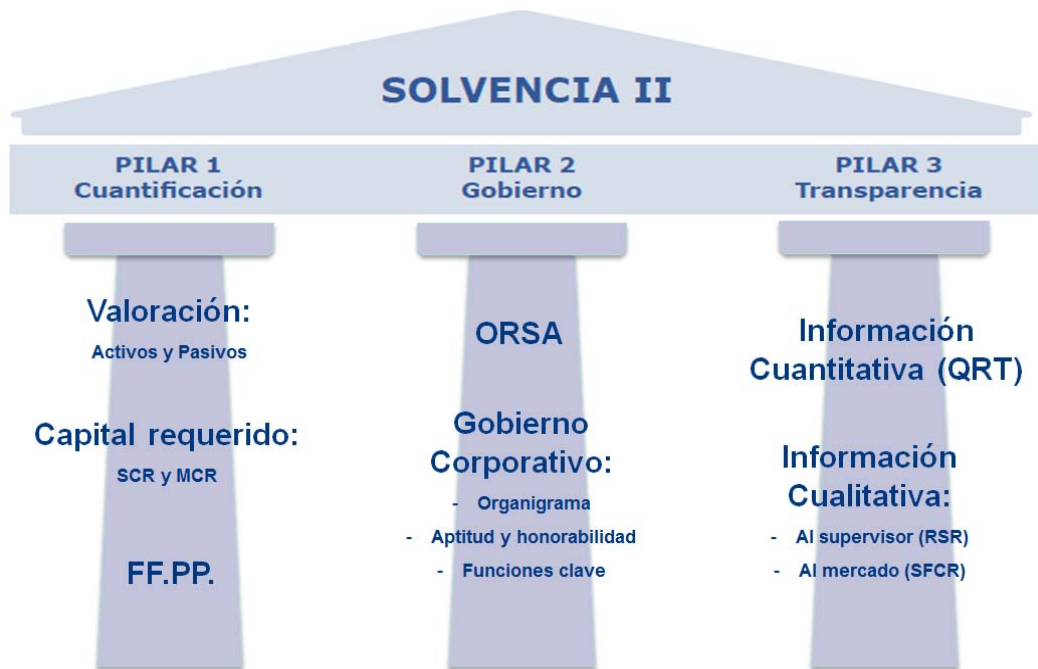 SOLVENCIA II
PILAR 1
Cuantificación
PILAR 2
Gobierno
PILAR 3
Transparencia
Valoración:
Activos y Pasivos
Capital requerido:
SCR y MCR
FF.PP.
ORSA
Gobierno
Corporativo:
- Organigrama
- Aptitud y honorabilidad
- Funciones clave
Información
Cuantitativa (QRT)
Información
Cualitativa:
- Al supervisor (RSR)
- Al mercado (SFCR)